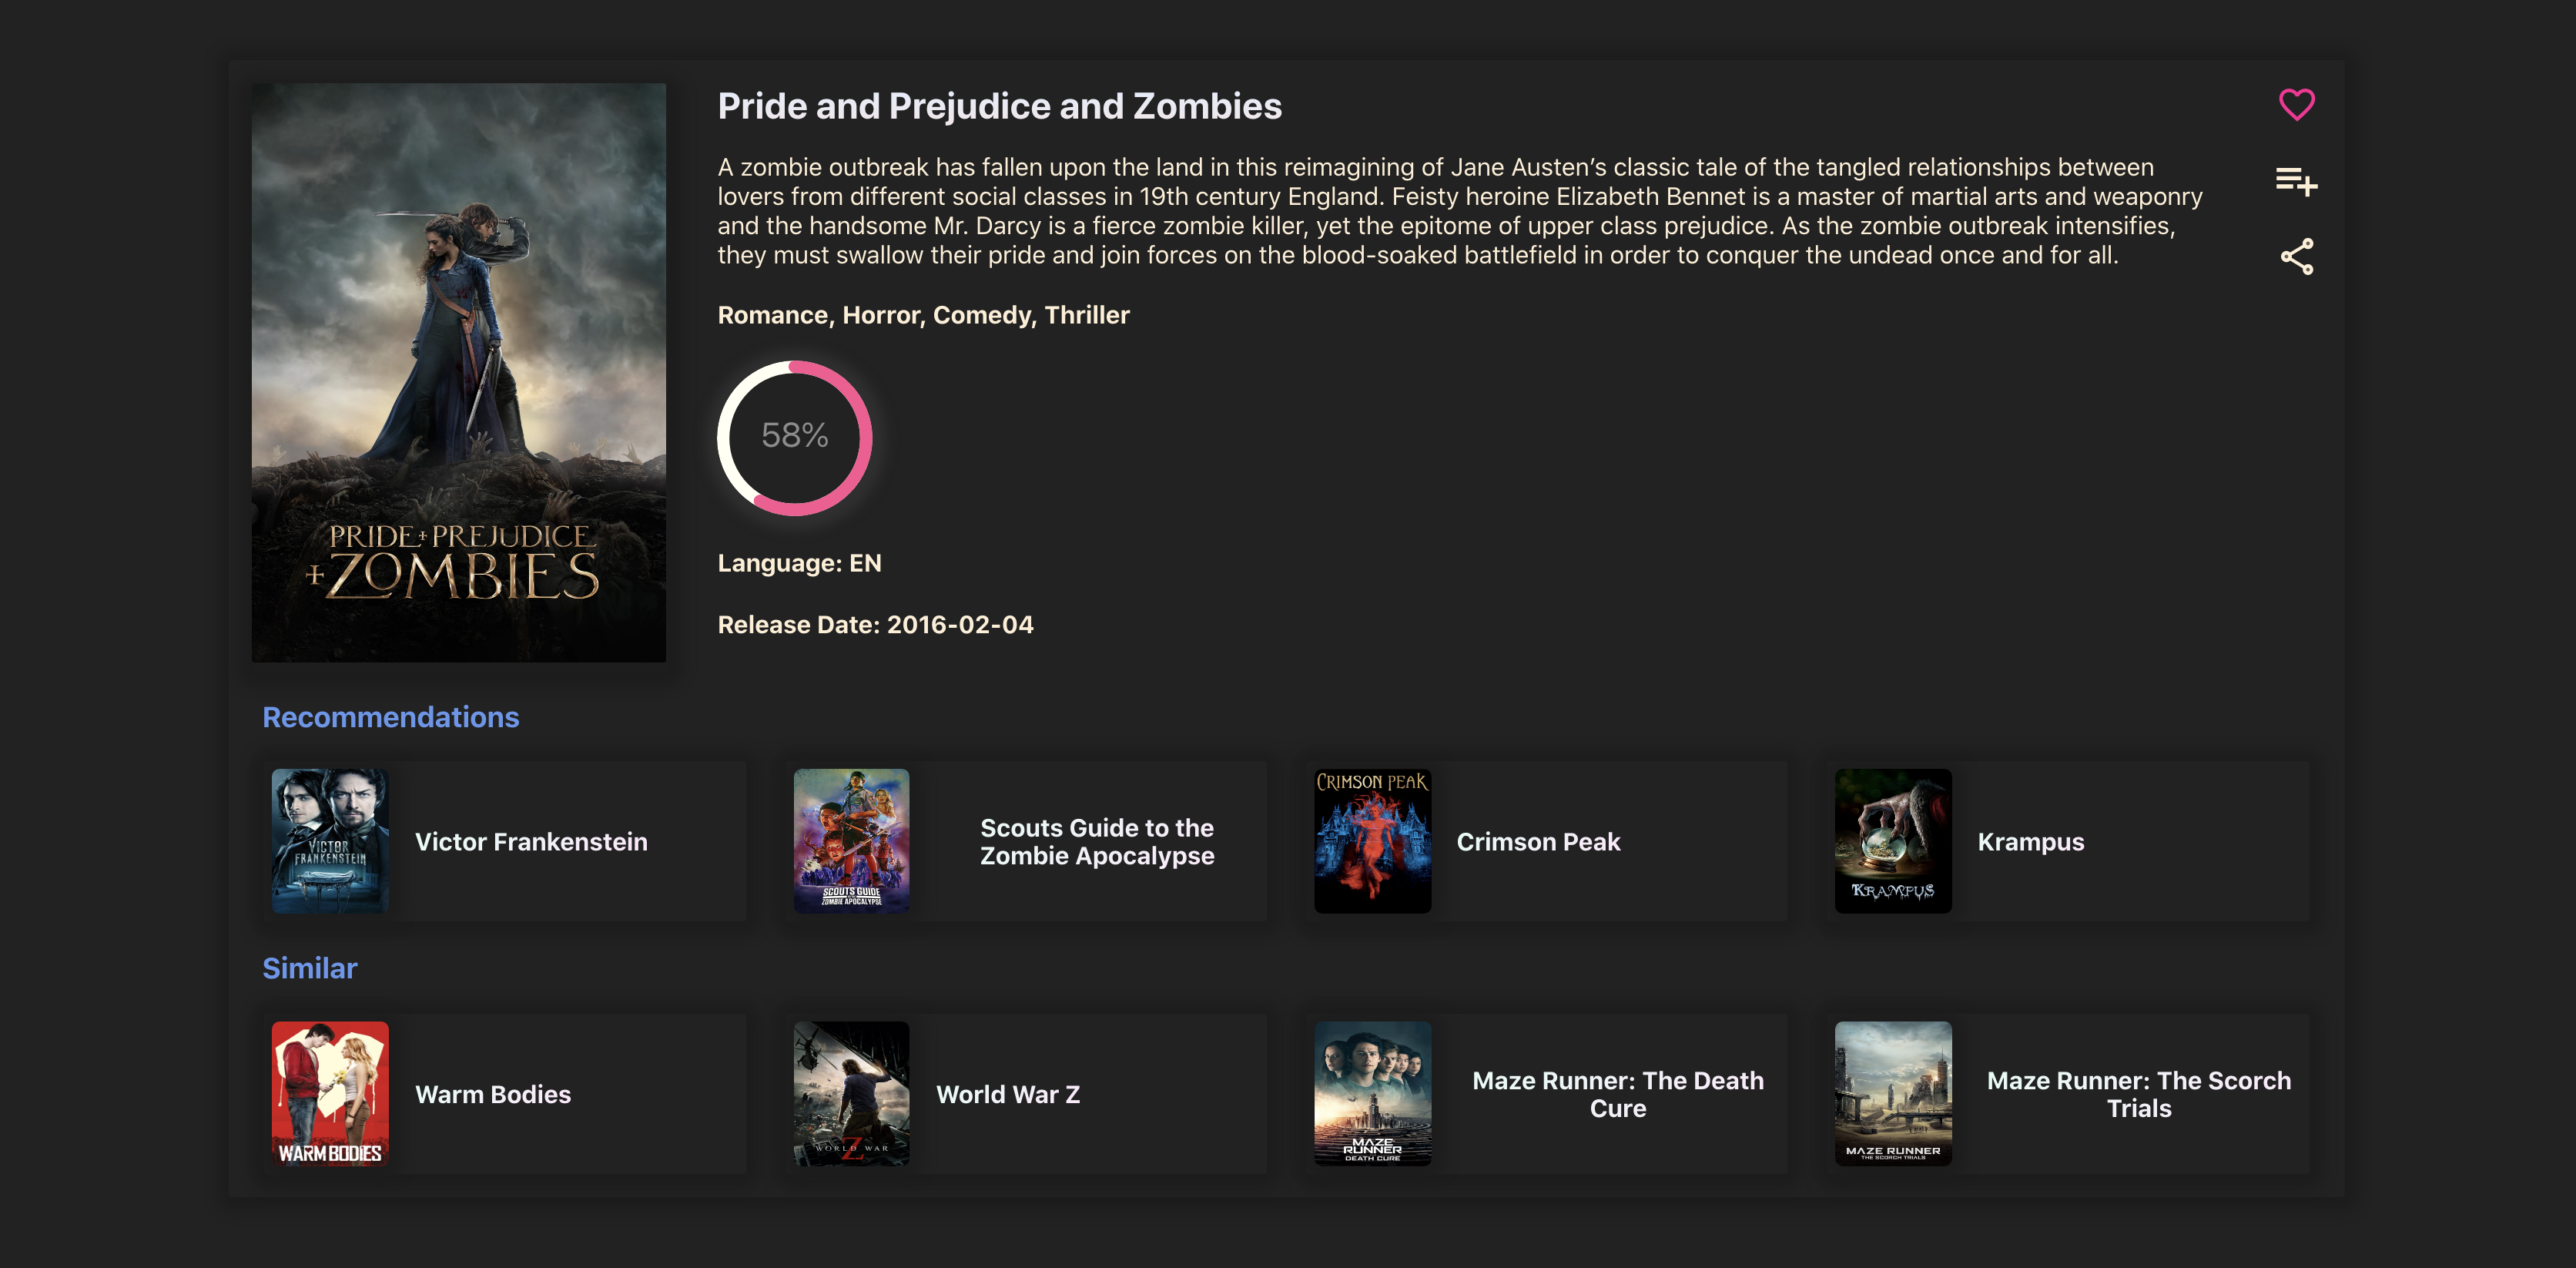 Pride and Prejudice and Zombies
A zombie outbreak has fallen upon the land in this reimagining of Jane Austen’s classic tale of the tangled relationships between
lovers from different social classes in 19th century England. Feisty heroine Elizabeth Bennet is a master of martial arts and weaponry
and the handsome Mr. Darcy is a fierce zombie killer, yet the epitome of upper class prejudice. As the zombie outbreak intensifies,
they must swallow their pride and join forces on the blood-soaked battlefield in order to conquer the undead once and for all.
Romance, Horror, Comedy, Thriller
58%
Language: EN
Release Date: 2016-02-04
PRIDE + PREJUDICE
+ZOMBIES
Recommendations
VICTOR
FRANKENSTEIN
Victor Frankenstein
SCOUTS GUIDE
ZOMBIE APOCALYPSE
Scouts Guide to the
Zombie Apocalypse
CRIMSON PEAK
Crimson Peak
KRAMPUS
Krampus
Similar
WARM BODIES
Warm Bodies
WORLD WAR
Z
World War Z
MAZE
RUNNER
DEATH CURE
Maze Runner: The Death
Cure
MAZE RUNNER
THE SCORCH TRIALS
Maze Runner: The Scorch
Trials